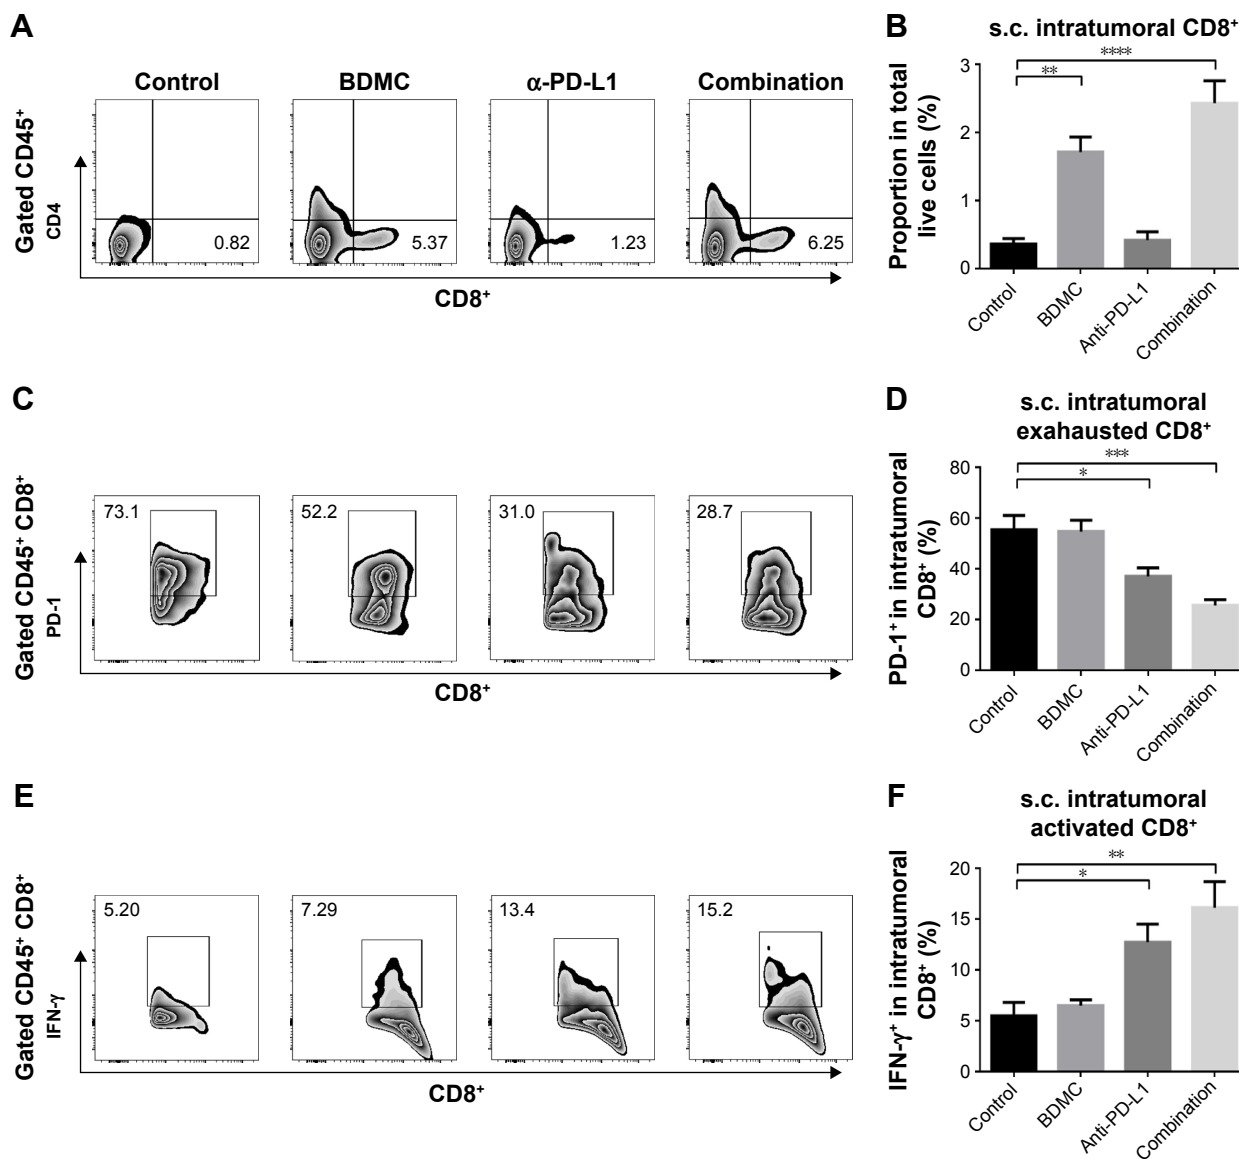 A
Control
BDMC
α-PD-L1
Combination
Gated CD45+
CD4
0.82
5.37
1.23
6.25
CD8+
B
s.c. intratumoral CD8+
Proportion in total
live cells (%)
3
2
1
0
**
****
Control
BDMC
Anti-PD-L1
Combination
C
Gated CD45+ CD8+
PD-1
73.1
52.2
31.0
28.7
CD8+
D
s.c. intratumoral
exahausted CD8+
PD-1+ in intratumoral
CD8+ (%)
80
60
40
20
0
***
*
Control
BDMC
Anti-PD-L1
Combination
E
Gated CD45+ CD8+
IFN-γ
5.20
7.29
13.4
15.2
CD8+
F
s.c. intratumoral
activated CD8+
IFN-γ+ in intratumoral
CD8+ (%)
20
15
10
5
0
**
*
Control
BDMC
Anti-PD-L1
Combination